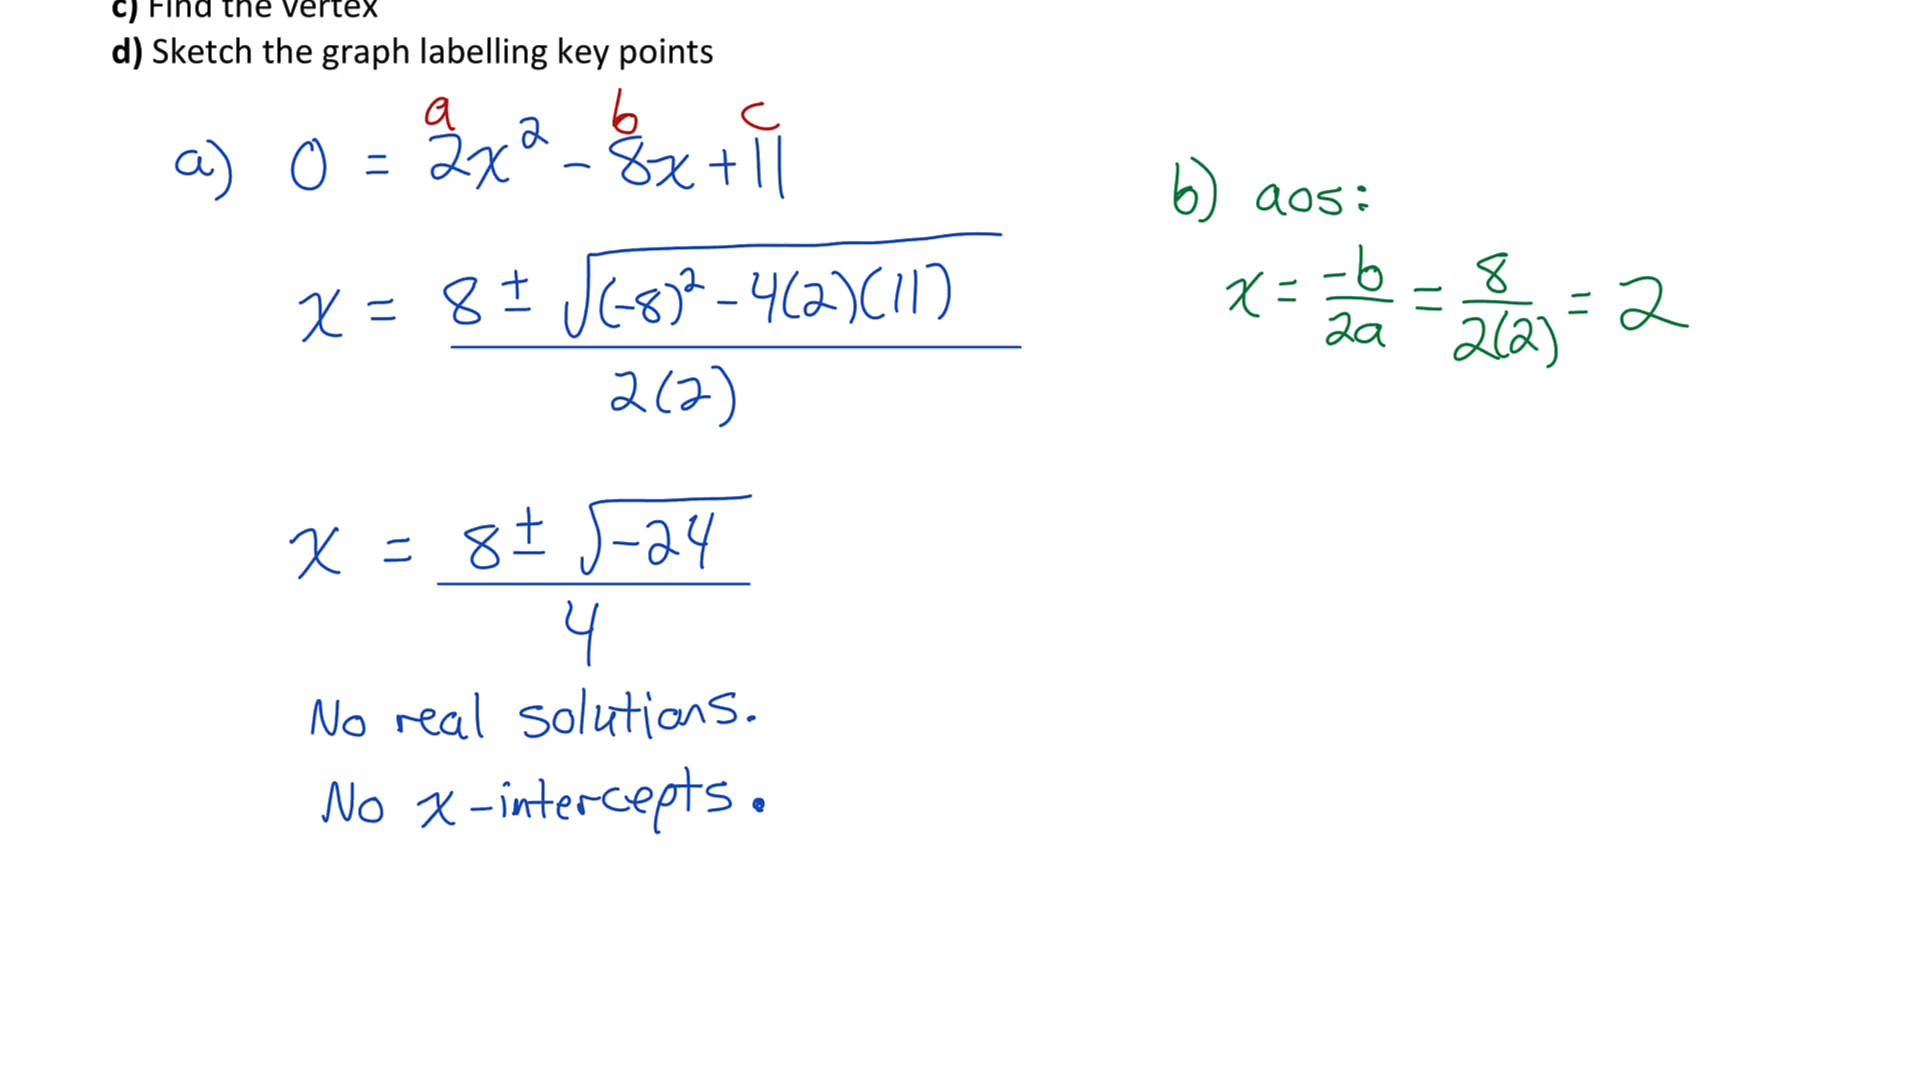 c) Find the vertex
d) Sketch the graph labelling key points
a b c
a) 0 = 2x² - 8x + 11
x = 8 ± √(-8)² - 4(2)(11)
2(2)
x = 8 ± √-24
4
No real solutions.
No x-intercepts.
b) aos:
x = -b/2a = 8/2(2) = 2